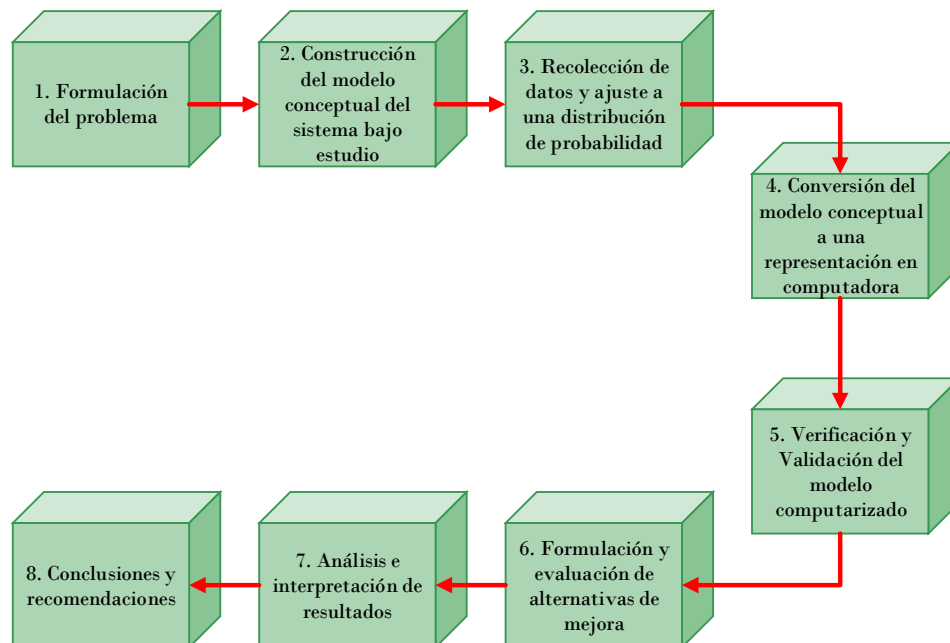 1. Formulación
del problema
2. Construcción
del modelo
conceptual del
sistema bajo
estudio
3. Recolección de
datos y ajuste a
una distribución
de probabilidad
4. Conversión del
modelo conceptual
a una
representación en
computadora
5. Verificación y
Validación del
modelo
computarizado
6. Formulación y
evaluación de
alternativas de
mejora
7. Análisis e
interpretación de
resultados
8. Conclusiones y
recomendaciones